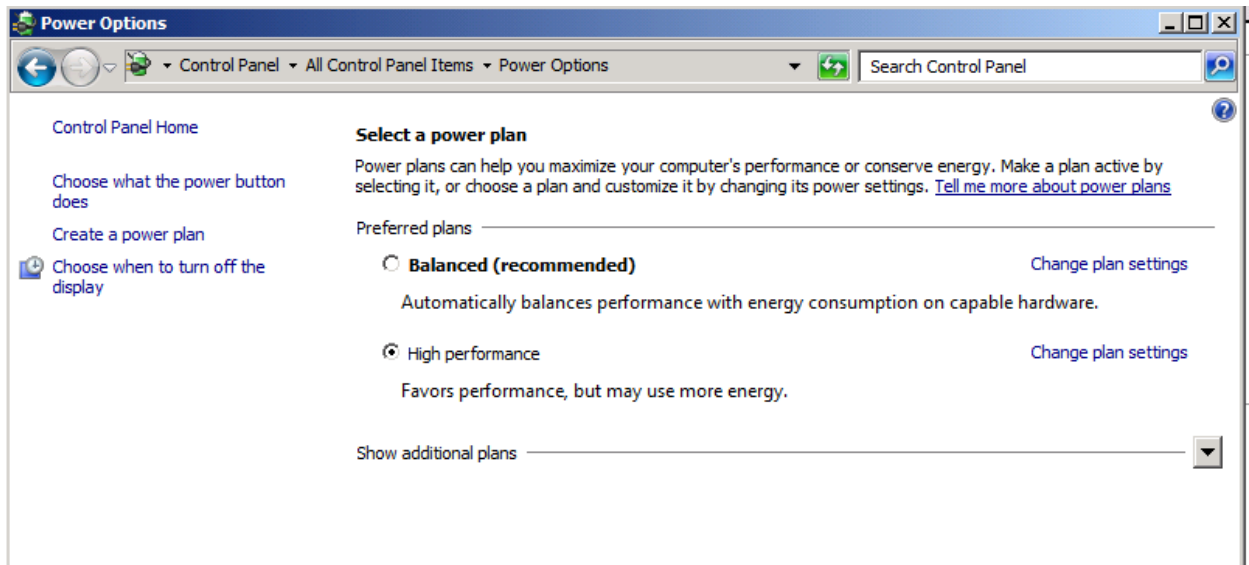 Power Options
Control Panel All Control Panel Items Power Options Search Control Panel
Control Panel Home
Choose what the power button
does
Create a power plan
Choose when to turn off the
display
Select a power plan
Power plans can help you maximize your computer's performance or conserve energy. Make a plan active by
selecting it, or choose a plan and customize it by changing its power settings. Tell me more about power plans
Preferred plans
Balanced (recommended) Change plan settings
Automatically balances performance with energy consumption on capable hardware.
High performance Change plan settings
Favors performance, but may use more energy.
Show additional plans